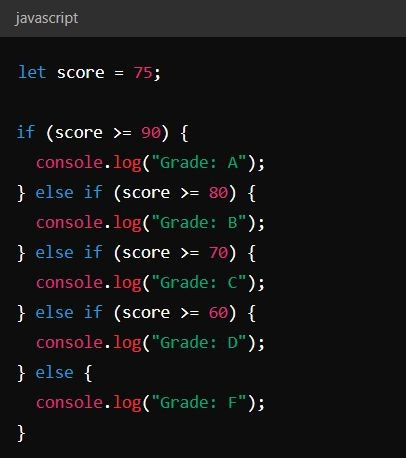 javascript
let score = 75;
if (score >= 90) {
  console.log("Grade: A");
} else if (score >= 80) {
  console.log("Grade: B");
} else if (score >= 70) {
  console.log("Grade: C");
} else if (score >= 60) {
  console.log("Grade: D");
} else {
  console.log("Grade: F");
}